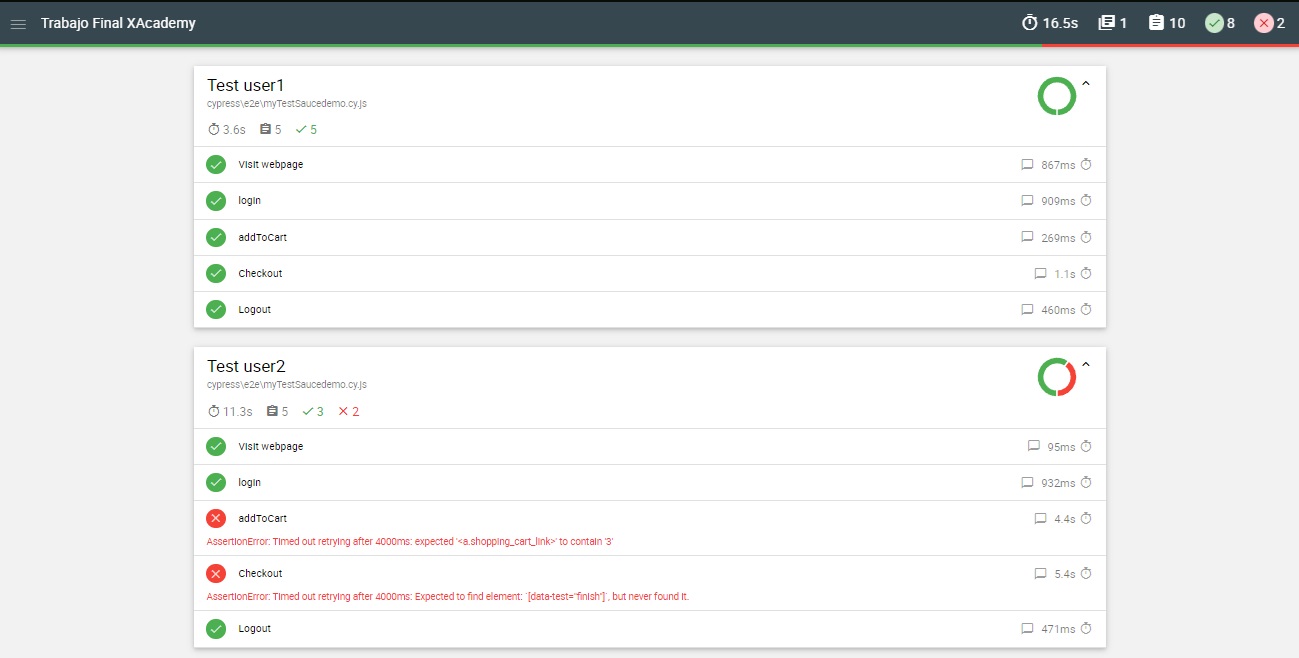 Trabajo Final XAcademy 16.5s 1 10 8 2
Test user1
cypress\e2e\myTestSaucedemo.cy.js
3.6s 5 5
Visit webpage 867ms
login 909ms
addToCart 269ms
Checkout 1.1s
Logout 460ms
Test user2
cypress\e2e\myTestSaucedemo.cy.js
11.3s 5 3 2
Visit webpage 95ms
login 932ms
addToCart 4.4s
AssertionError: Timed out retrying after 4000ms: expected '<a.shopping_cart_link>' to contain '3'
Checkout 5.4s
AssertionError: Timed out retrying after 4000ms: Expected to find element: `[data-test="finish"]`, but never found it.
Logout 471ms